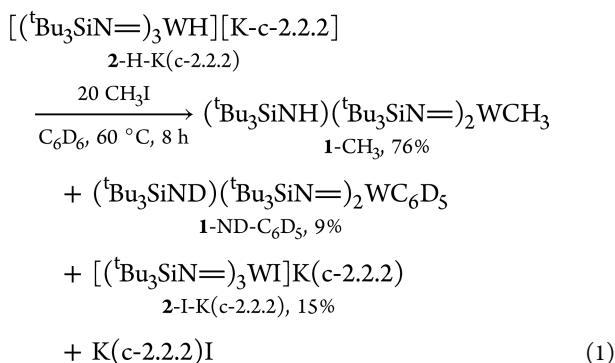 [(ᵗBu₃SiN=)₃WH][K-c-2.2.2]
2-H-K(c-2.2.2)
20 CH₃I
C₆D₆, 60 °C, 8 h
(ᵗBu₃SiNH)(ᵗBu₃SiN=)₂WCH₃
1-CH₃, 76%
+ (ᵗBu₃SiND)(ᵗBu₃SiN=)₂WC₆D₅
1-ND-C₆D₅, 9%
+ [(ᵗBu₃SiN=)₃WI]K(c-2.2.2)
2-I-K(c-2.2.2), 15%
+ K(c-2.2.2)I (1)